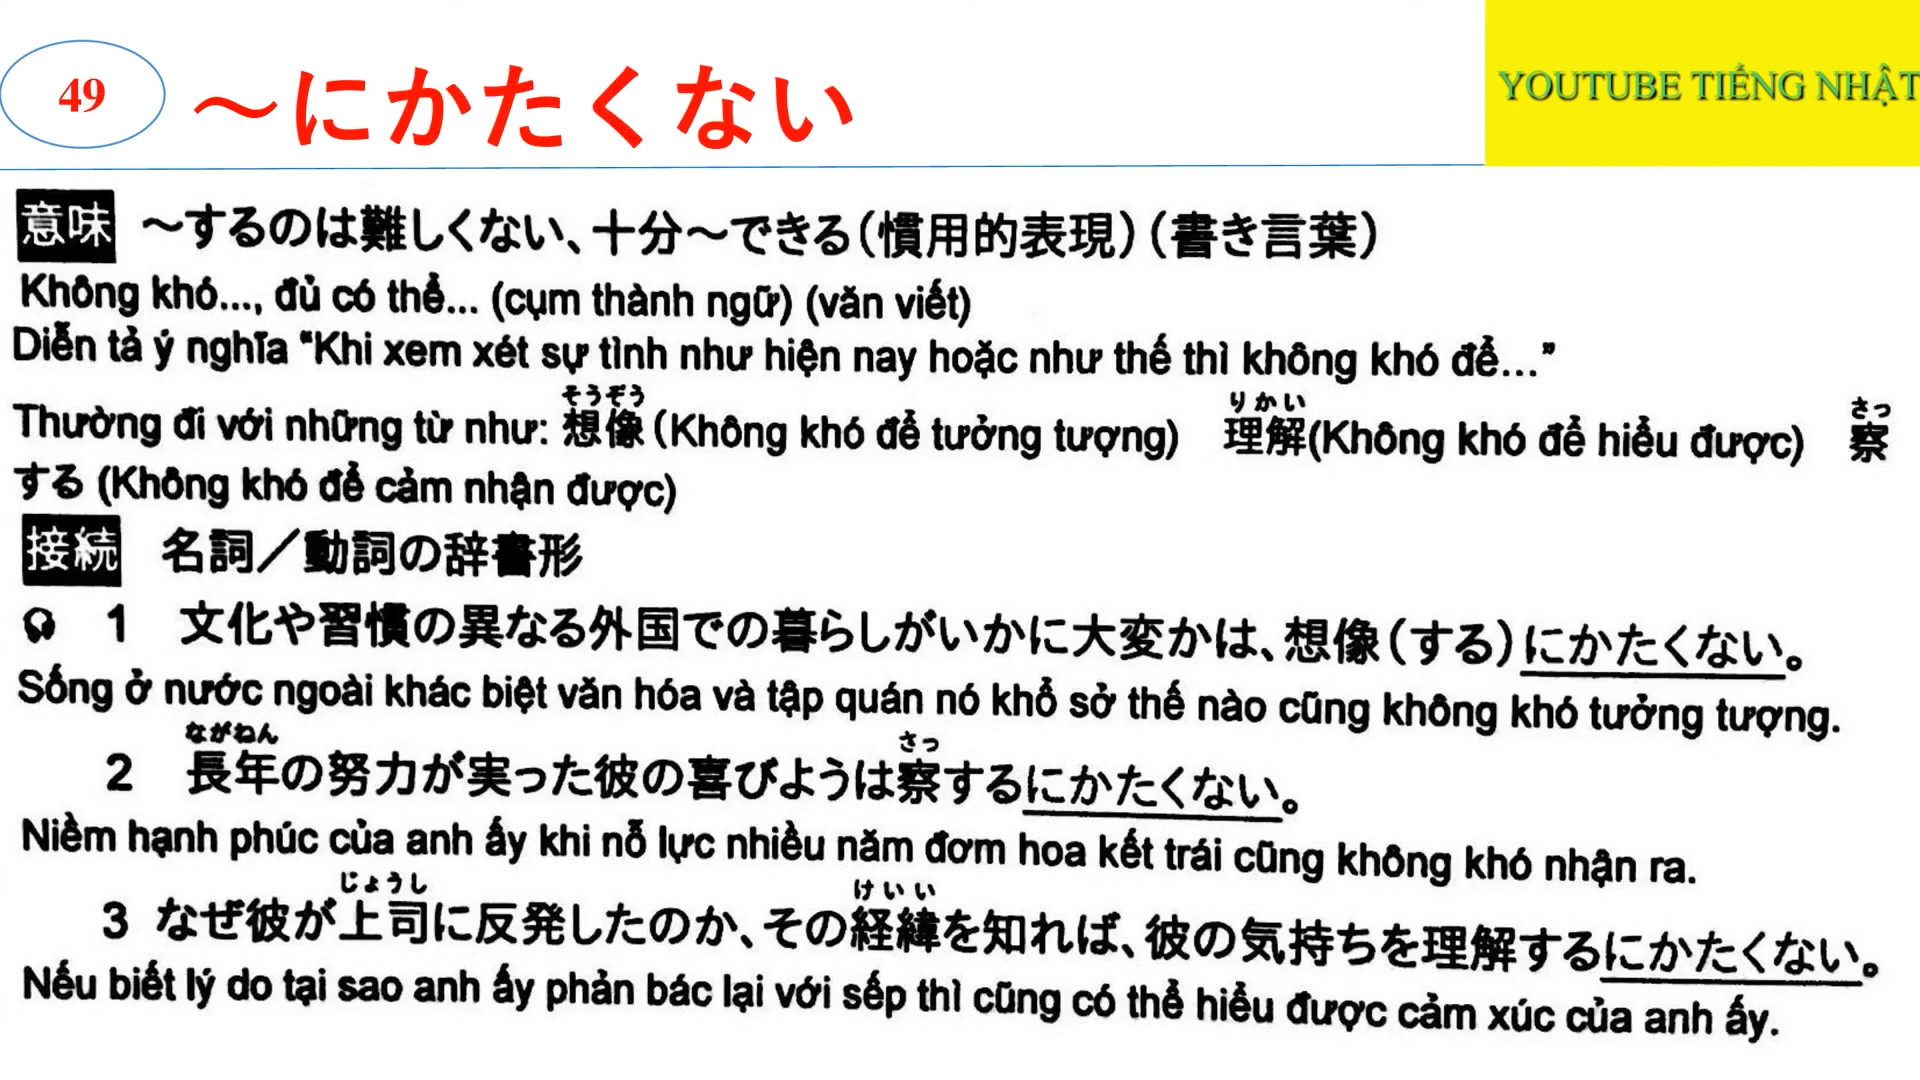 49 ～にかたくない
YOUTUBE TIẾNG NHẬT
意味 ～するのは難しくない、十分～できる（慣用的表現）（書き言葉）
Không khó..., đủ có thể... (cụm thành ngữ) (văn viết)
Diễn tả ý nghĩa “Khi xem xét sự tình như hiện nay hoặc như thế thì không khó để...”
そうぞう りかい さっ
Thường đi với những từ như: 想像（Không khó để tưởng tượng) 理解(Không khó để hiểu được) 察
する (Không khó để cảm nhận được)
接続 名詞／動詞の辞書形
1 文化や習慣の異なる外国での暮らしがいかに大変かは、想像（する）にかたくない。
Sống ở nước ngoài khác biệt văn hóa và tập quán nó khổ sở thế nào cũng không khó tưởng tượng.
ながねん さっ
2 長年の努力が実った彼の喜びようは察するにかたくない。
Niềm hạnh phúc của anh ấy khi nỗ lực nhiều năm đơm hoa kết trái cũng không khó nhận ra.
じょうし けいい
3 なぜ彼が上司に反発したのか、その経緯を知れば、彼の気持ちを理解するにかたくない。
Nếu biết lý do tại sao anh ấy phản bác lại với sếp thì cũng có thể hiểu được cảm xúc của anh ấy.